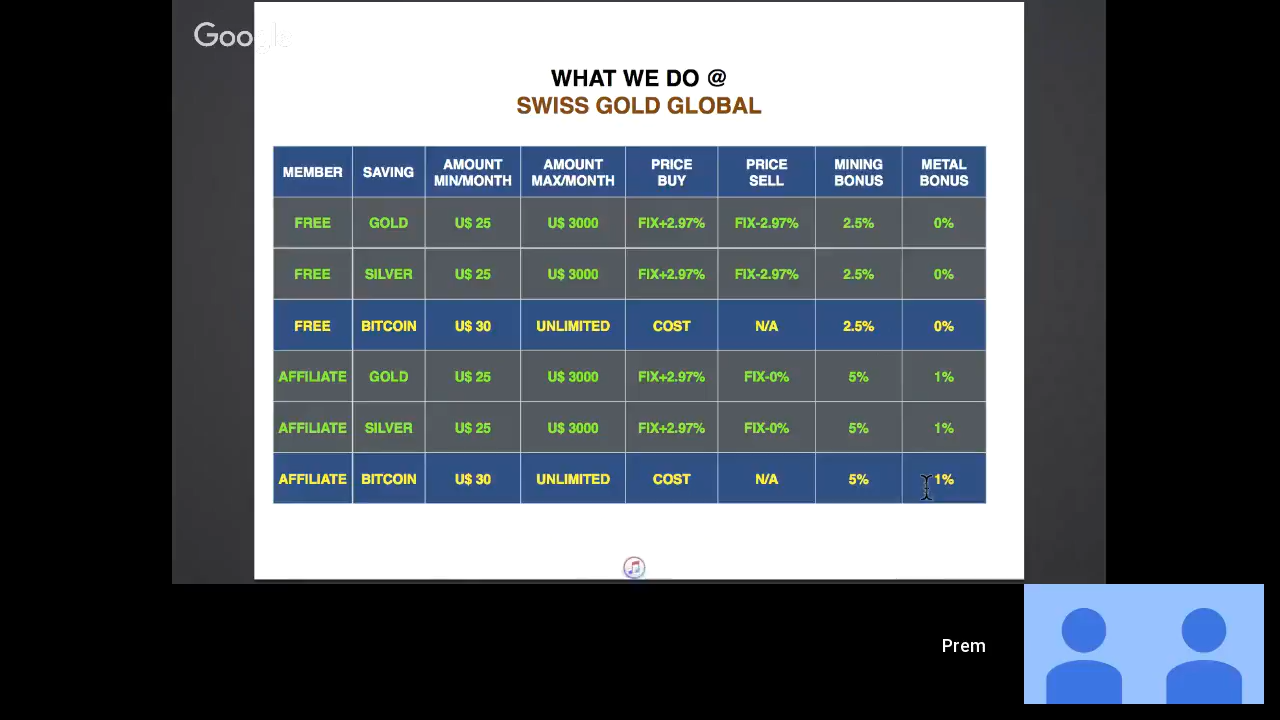 Google
WHAT WE DO @
SWISS GOLD GLOBAL
MEMBER SAVING AMOUNT MIN/MONTH AMOUNT MAX/MONTH PRICE BUY PRICE SELL MINING BONUS METAL BONUS
FREE GOLD U$ 25 U$ 3000 FIX+2.97% FIX-2.97% 2.5% 0%
FREE SILVER U$ 25 U$ 3000 FIX+2.97% FIX-2.97% 2.5% 0%
FREE BITCOIN U$ 30 UNLIMITED COST N/A 2.5% 0%
AFFILIATE GOLD U$ 25 U$ 3000 FIX+2.97% FIX-0% 5% 1%
AFFILIATE SILVER U$ 25 U$ 3000 FIX+2.97% FIX-0% 5% 1%
AFFILIATE BITCOIN U$ 30 UNLIMITED COST N/A 5% 1%
Prem